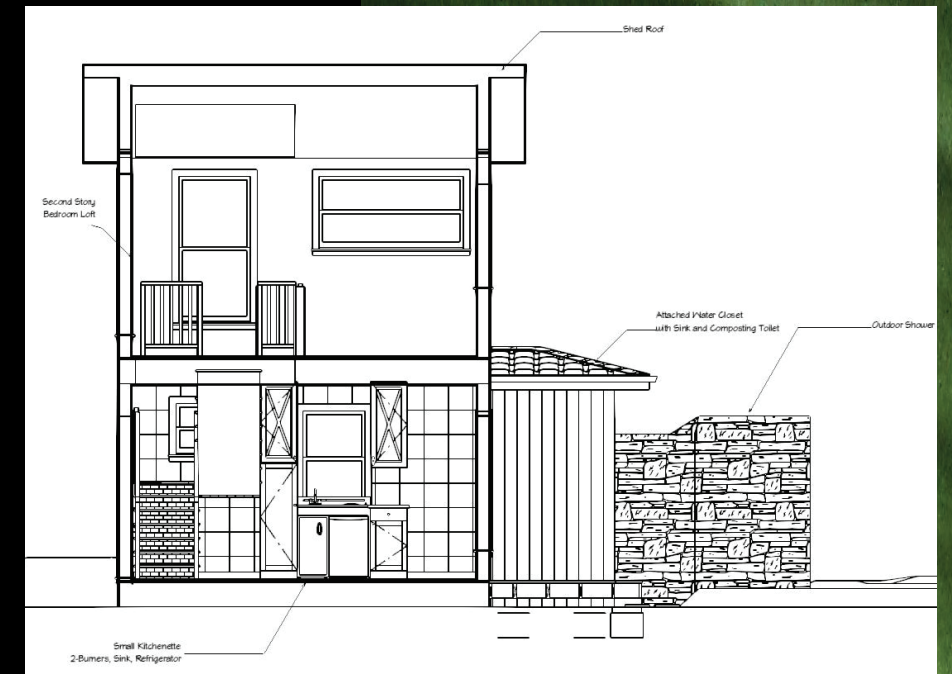 Shed Roof
Second Story
Bedroom Loft
Attached Water Closet
with Sink and Composting Toilet
Outdoor Shower
Small Kitchenette
2-Burners, Sink, Refrigerator